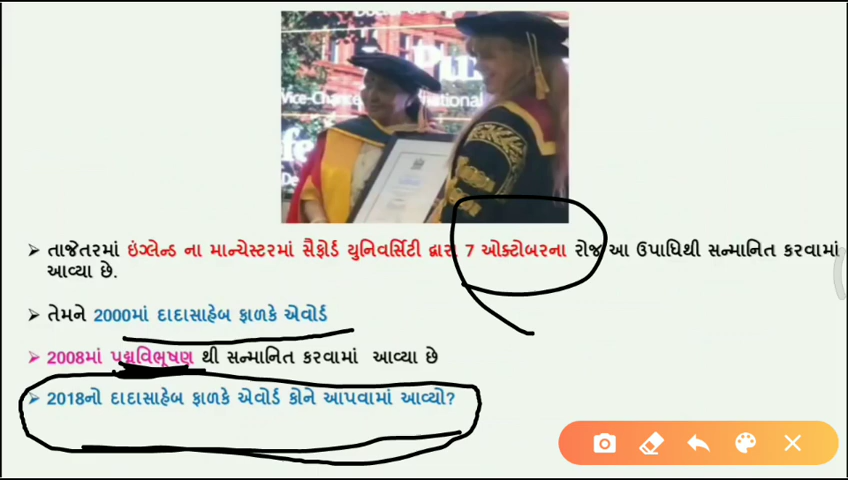 Vice-Chance
national
➢ તાજેતરમાં ઇંગ્લેન્ડ ના માન્ચેસ્ટરમાં સૈફોર્ડ યુનિવર્સિટી દ્વારા 7 ઓક્ટોબરના રોજ આ ઉપાધિથી સન્માનિત કરવામાં
આવ્યા છે.
➢ તેમને 2000માં દાદાસાહેબ ફાળકે એવોર્ડ
➢ 2008માં પદ્મવિભૂષણ થી સન્માનિત કરવામાં આવ્યા છે
➢ 2018નો દાદાસાહેબ ફાળકે એવોર્ડ કોને આપવામાં આવ્યો?